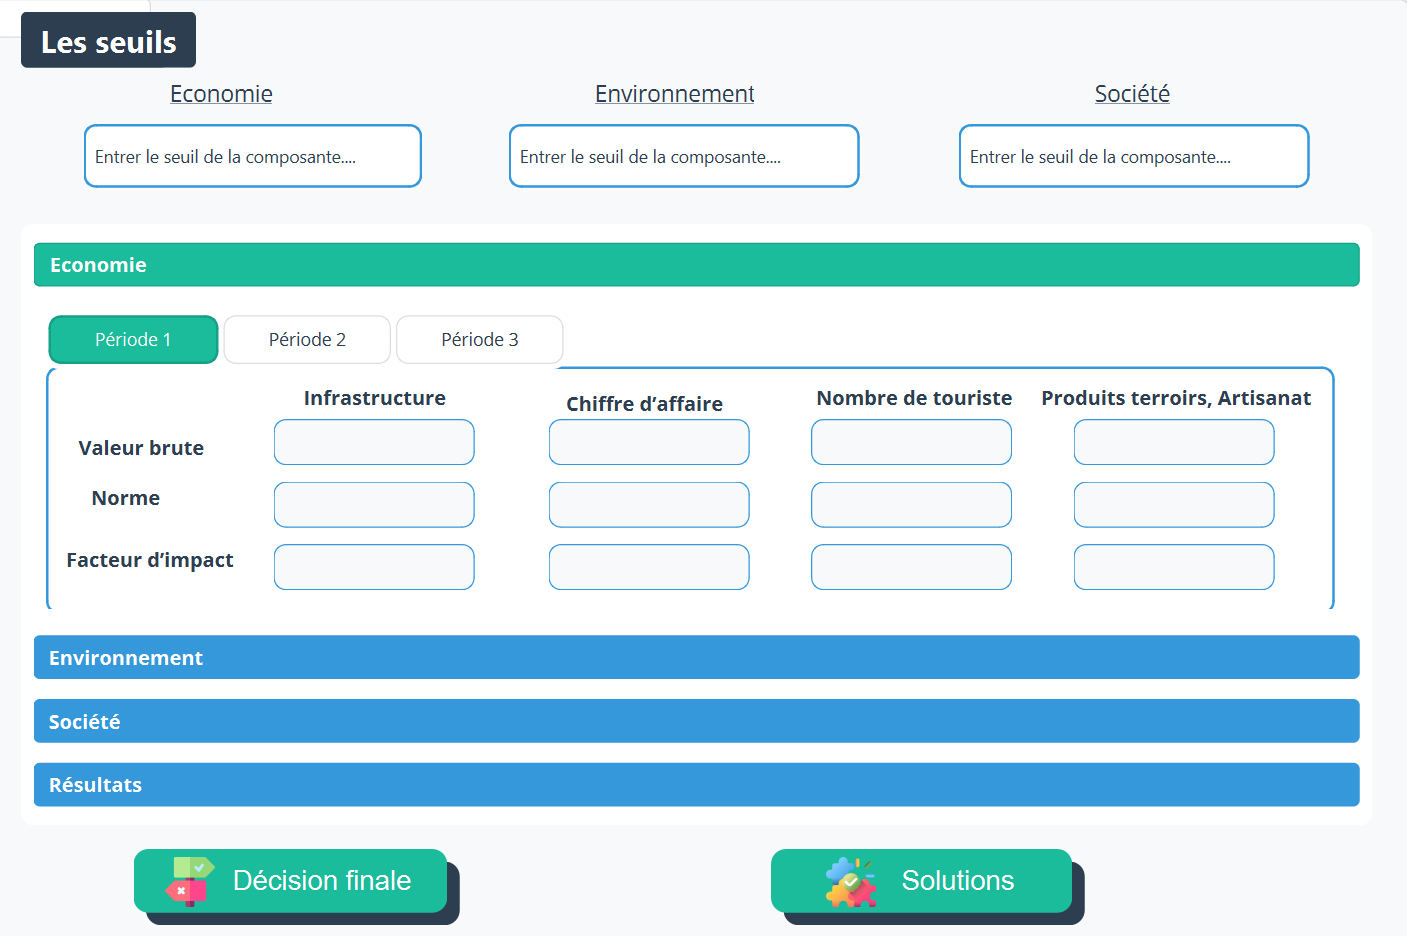 Les seuils
Economie
Environnement
Société
Entrer le seuil de la composante....
Entrer le seuil de la composante....
Entrer le seuil de la composante....
Economie
Période 1
Période 2
Période 3
Infrastructure
Chiffre d’affaire
Nombre de touriste
Produits terroirs, Artisanat
Valeur brute
Norme
Facteur d’impact
Environnement
Société
Résultats
Décision finale
Solutions